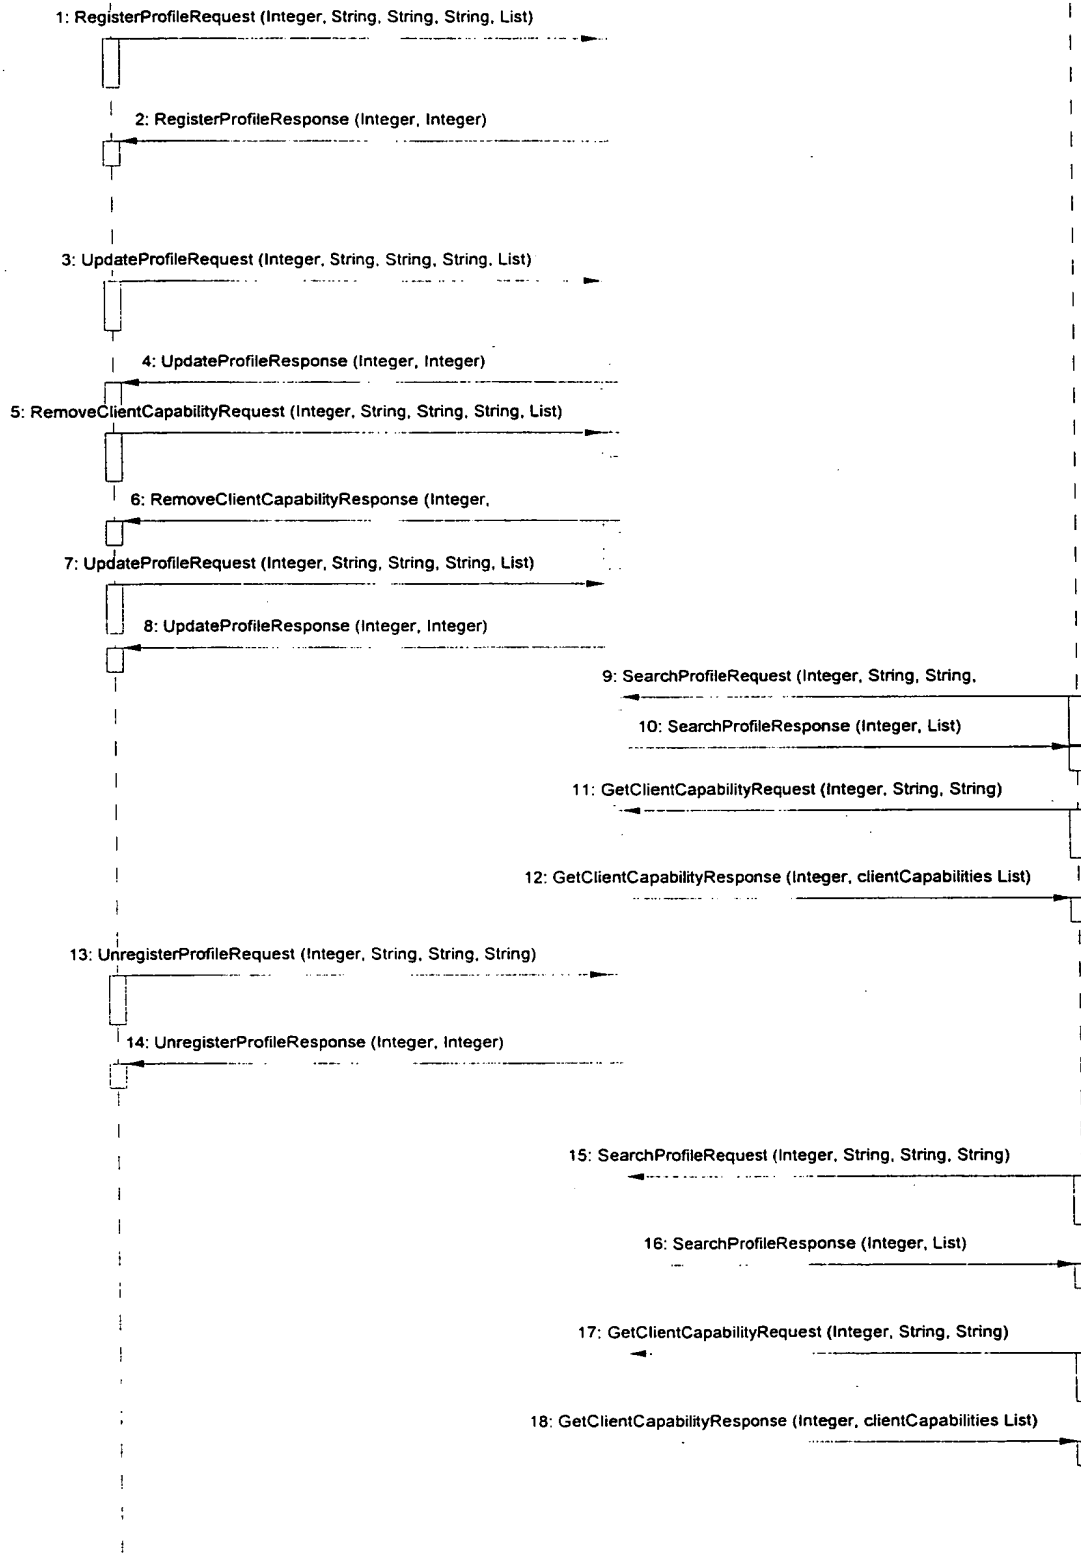 1: RegisterProfileRequest (Integer, String, String, String, List)
2: RegisterProfileResponse (Integer, Integer)
3: UpdateProfileRequest (Integer, String, String, String, List)
4: UpdateProfileResponse (Integer, Integer)
5: RemoveClientCapabilityRequest (Integer, String, String, String, List)
6: RemoveClientCapabilityResponse (Integer,
7: UpdateProfileRequest (Integer, String, String, String, List)
8: UpdateProfileResponse (Integer, Integer)
9: SearchProfileRequest (Integer, String, String,
10: SearchProfileResponse (Integer, List)
11: GetClientCapabilityRequest (Integer, String, String)
12: GetClientCapabilityResponse (Integer, clientCapabilities List)
13: UnregisterProfileRequest (Integer, String, String, String)
14: UnregisterProfileResponse (Integer, Integer)
15: SearchProfileRequest (Integer, String, String, String)
16: SearchProfileResponse (Integer, List)
17: GetClientCapabilityRequest (Integer, String, String)
18: GetClientCapabilityResponse (Integer, clientCapabilities List)